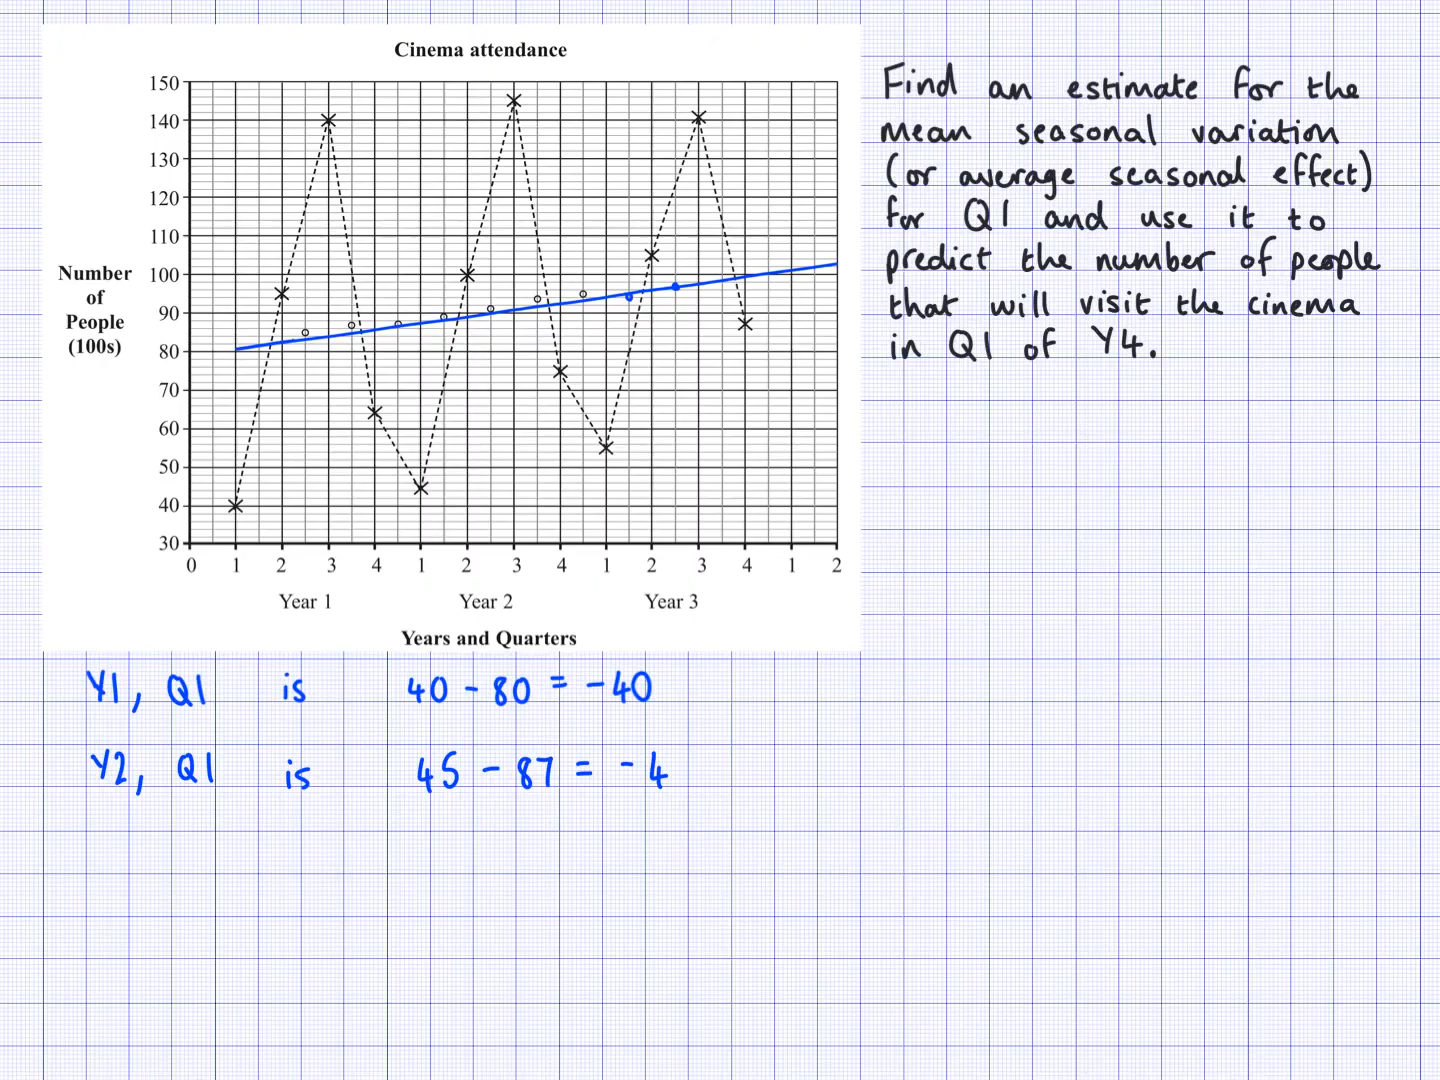 Cinema attendance
150
140
130
120
110
100
90
80
70
60
50
40
30
Number
of
People
(100s)
0 1 2 3 4 1 2 3 4 1 2 3 4 1 2
Year 1 Year 2 Year 3
Years and Quarters
Find an estimate for the
mean seasonal variation
(or average seasonal effect)
for Q1 and use it to
predict the number of people
that will visit the cinema
in Q1 of Y4.
Y1, Q1 is 40 - 80 = -40
Y2, Q1 is 45 - 87 = -4